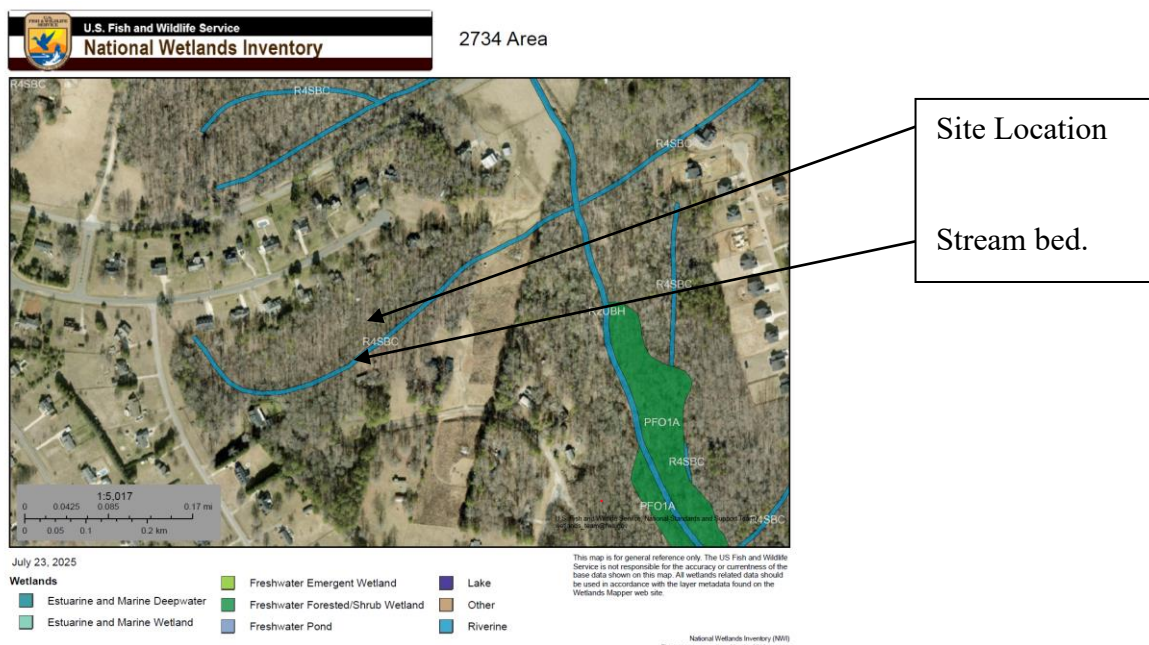 U.S.
FISH & WILDLIFE
SERVICE
U.S. Fish and Wildlife Service
National Wetlands Inventory
2734 Area
R4SBC
R4SBC
R4SBC
Site Location
Stream bed.
R4SBC
R4SBC
PFO1A
R4SBC
PFO1A
R4SBC
1:5,017
0 0.0425 0.085 0.17 mi
0 0.05 0.1 0.2 km
July 23, 2025
This map is for general reference only. The US Fish and Wildlife
Service is not responsible for the accuracy or currentness of the
base data shown on this map. All wetlands related data should
be used in accordance with the layer metadata found on the
Wetlands Mapper web site.
Wetlands
Estuarine and Marine Deepwater
Estuarine and Marine Wetland
Freshwater Emergent Wetland
Freshwater Forested/Shrub Wetland
Freshwater Pond
Lake
Other
Riverine
National Wetlands Inventory (NWI)